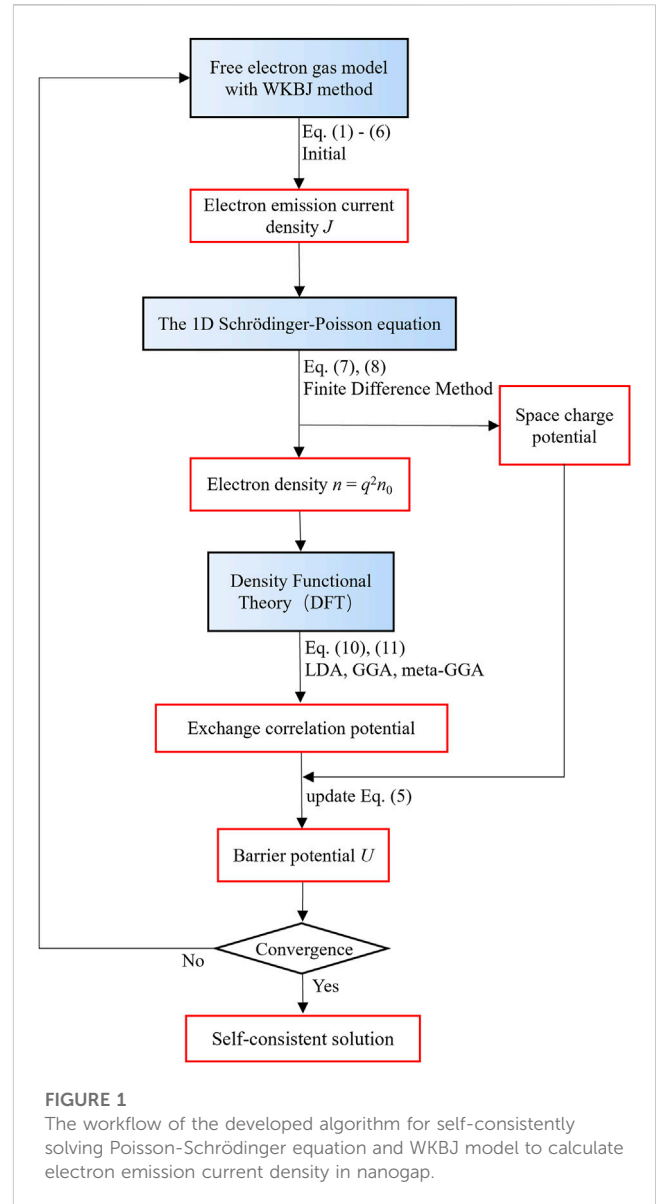 Free electron gas model
with WKBJ method
Eq. (1) - (6)
Initial
Electron emission current
density J
The 1D Schrödinger-Poisson equation
Eq. (7), (8)
Finite Difference Method
Space charge
potential
Electron density n = q²n₀
Density Functional
Theory（DFT）
Eq. (10), (11)
LDA, GGA, meta-GGA
Exchange correlation potential
update Eq. (5)
Barrier potential U
Convergence
No
Yes
Self-consistent solution
FIGURE 1
The workflow of the developed algorithm for self-consistently
solving Poisson-Schrödinger equation and WKBJ model to calculate
electron emission current density in nanogap.